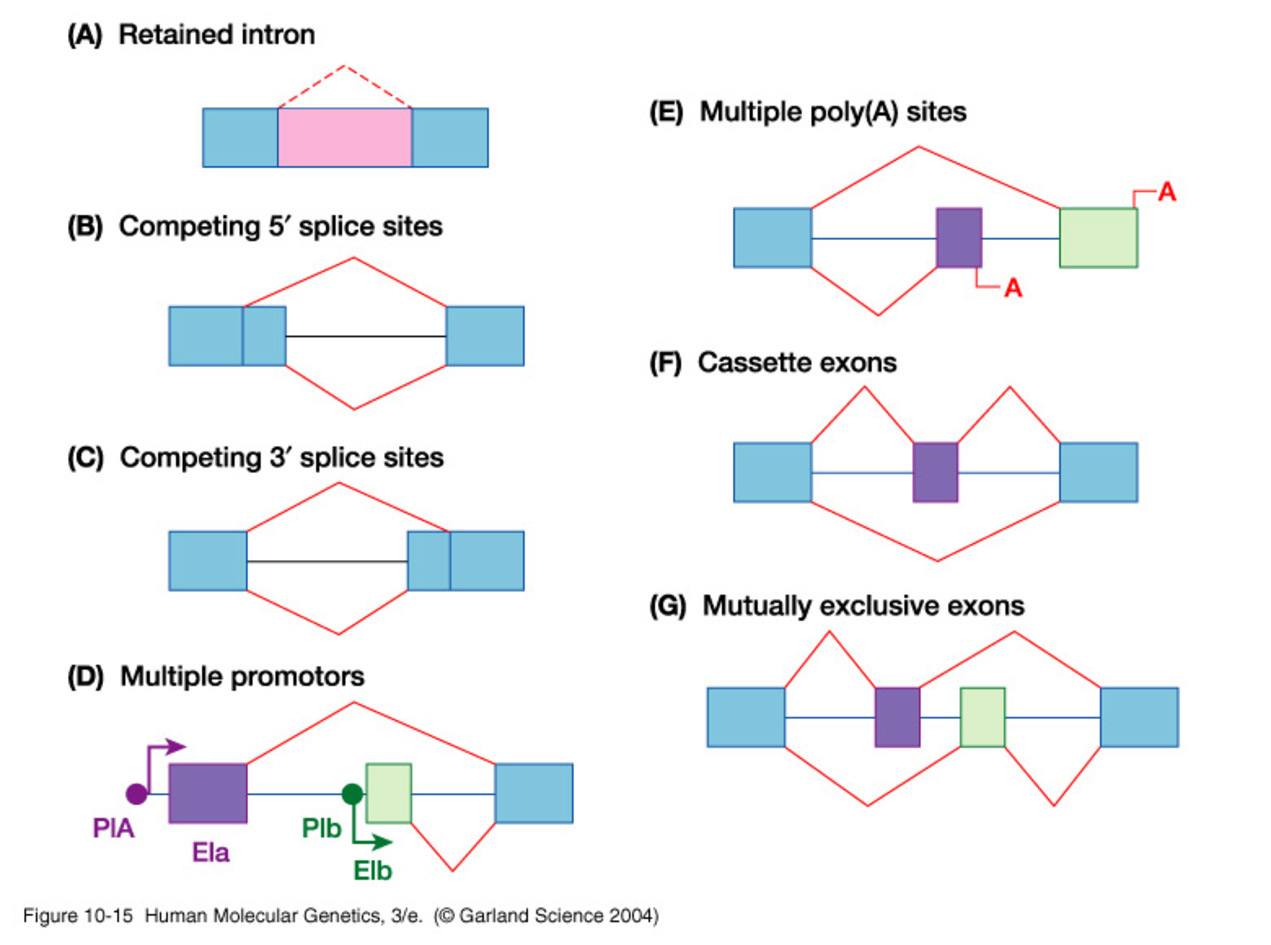 (A) Retained intron
(B) Competing 5′ splice sites
(C) Competing 3′ splice sites
(D) Multiple promotors
PIA
EIa
PIb
EIb
(E) Multiple poly(A) sites
A
A
(F) Cassette exons
(G) Mutually exclusive exons
Figure 10-15 Human Molecular Genetics, 3/e. (© Garland Science 2004)